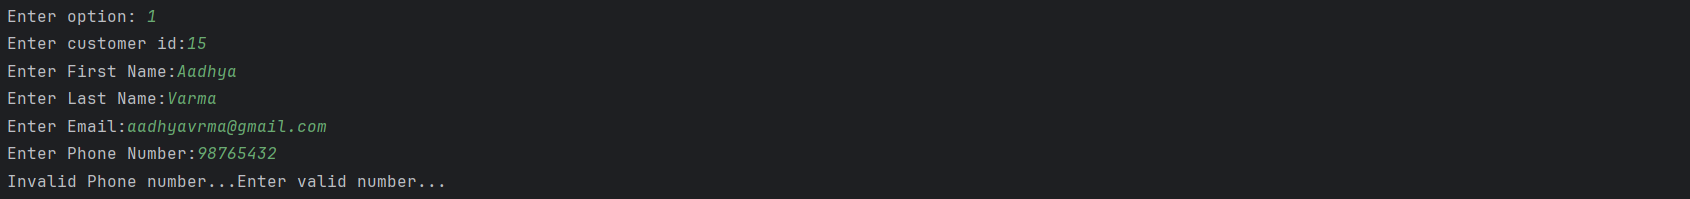 Enter option: 1
Enter customer id:15
Enter First Name:Aadhya
Enter Last Name:Varma
Enter Email:aadhyavrma@gmail.com
Enter Phone Number:98765432
Invalid Phone number...Enter valid number...